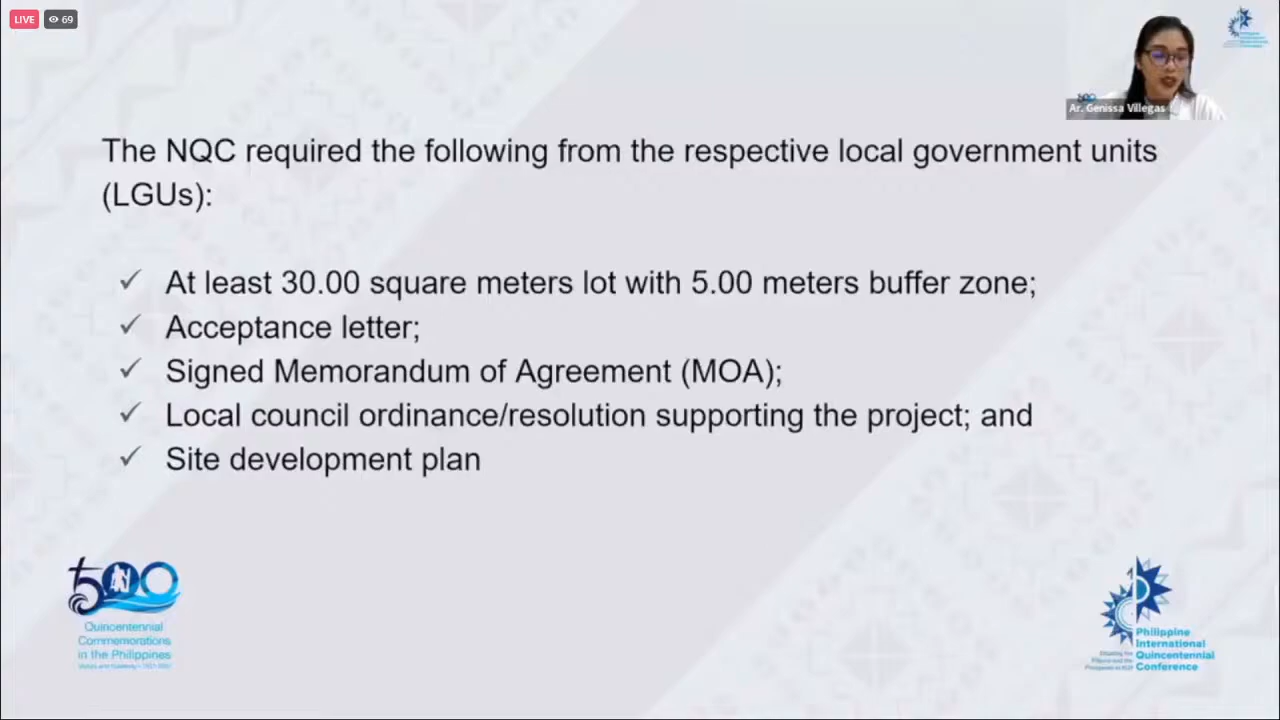 LIVE 69
Ar. Genissa Villegas
The NQC required the following from the respective local government units
(LGUs):
✓ At least 30.00 square meters lot with 5.00 meters buffer zone;
✓ Acceptance letter;
✓ Signed Memorandum of Agreement (MOA);
✓ Local council ordinance/resolution supporting the project; and
✓ Site development plan
500
Quincentennial
Commemorations
in the Philippines
Philippine
International
Quincentennial
Conference